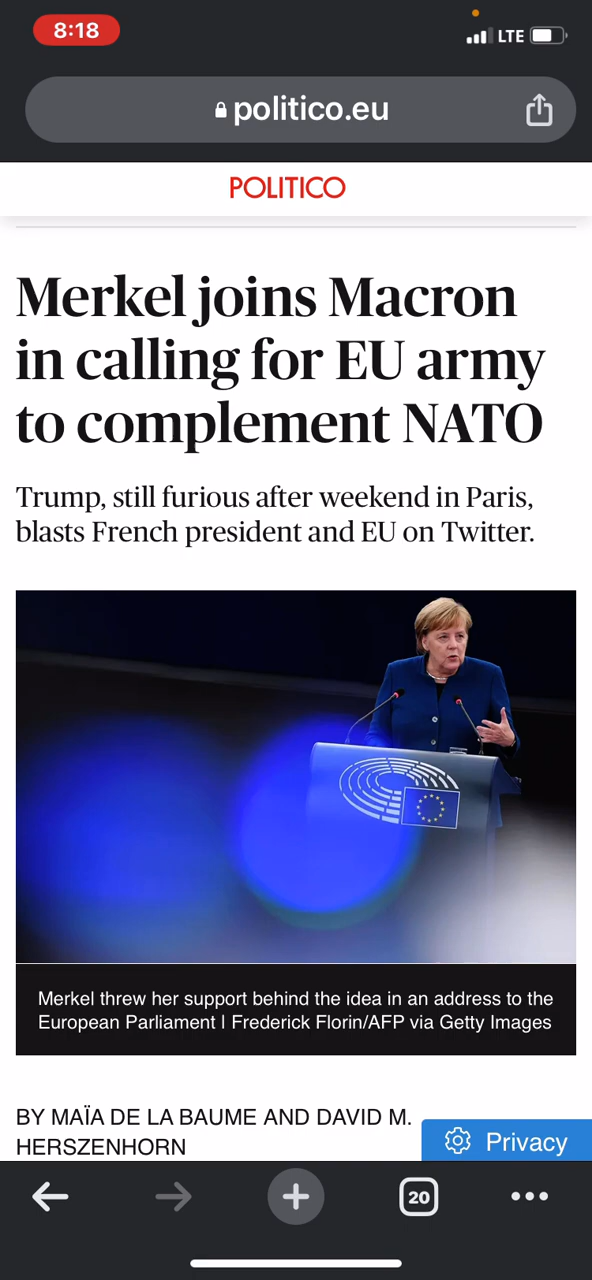 8:18
LTE
politico.eu
POLITICO
Merkel joins Macron
in calling for EU army
to complement NATO
Trump, still furious after weekend in Paris,
blasts French president and EU on Twitter.
Merkel threw her support behind the idea in an address to the
European Parliament | Frederick Florin/AFP via Getty Images
BY MAÏA DE LA BAUME AND DAVID M.
HERSZENHORN
Privacy
20